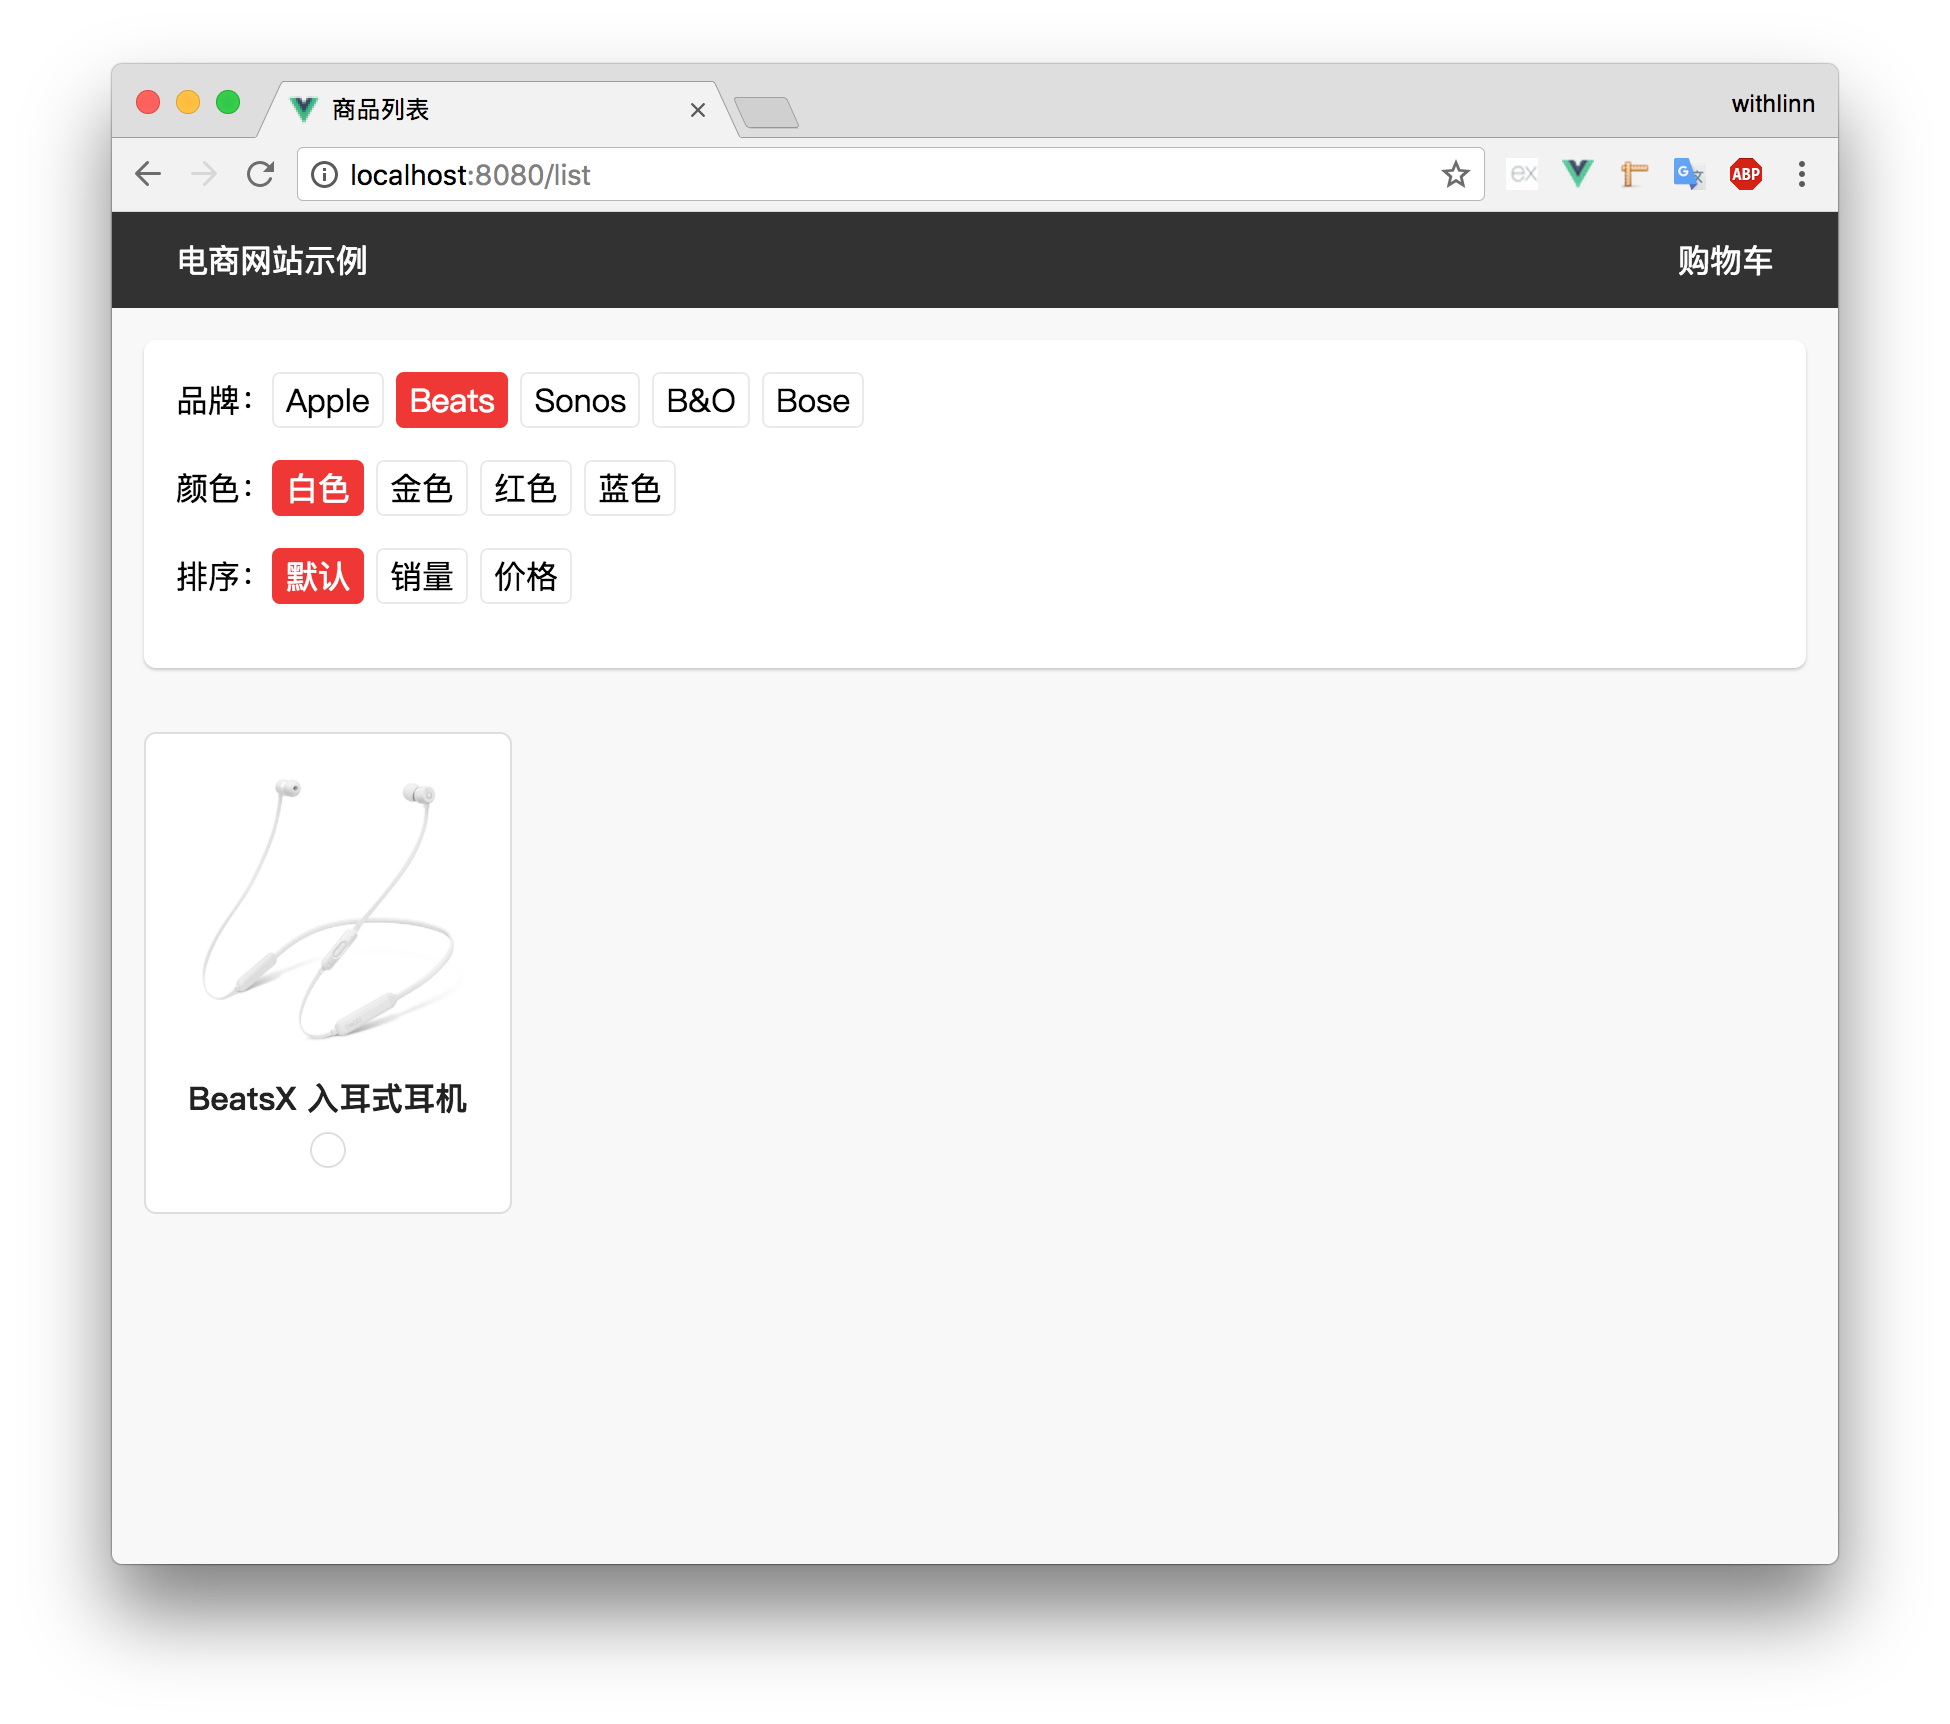 商品列表
withlinn
localhost:8080/list
ex
ABP
电商网站示例
购物车
品牌： Apple Beats Sonos B&O Bose
颜色： 白色 金色 红色 蓝色
排序： 默认 销量 价格
BeatsX 入耳式耳机